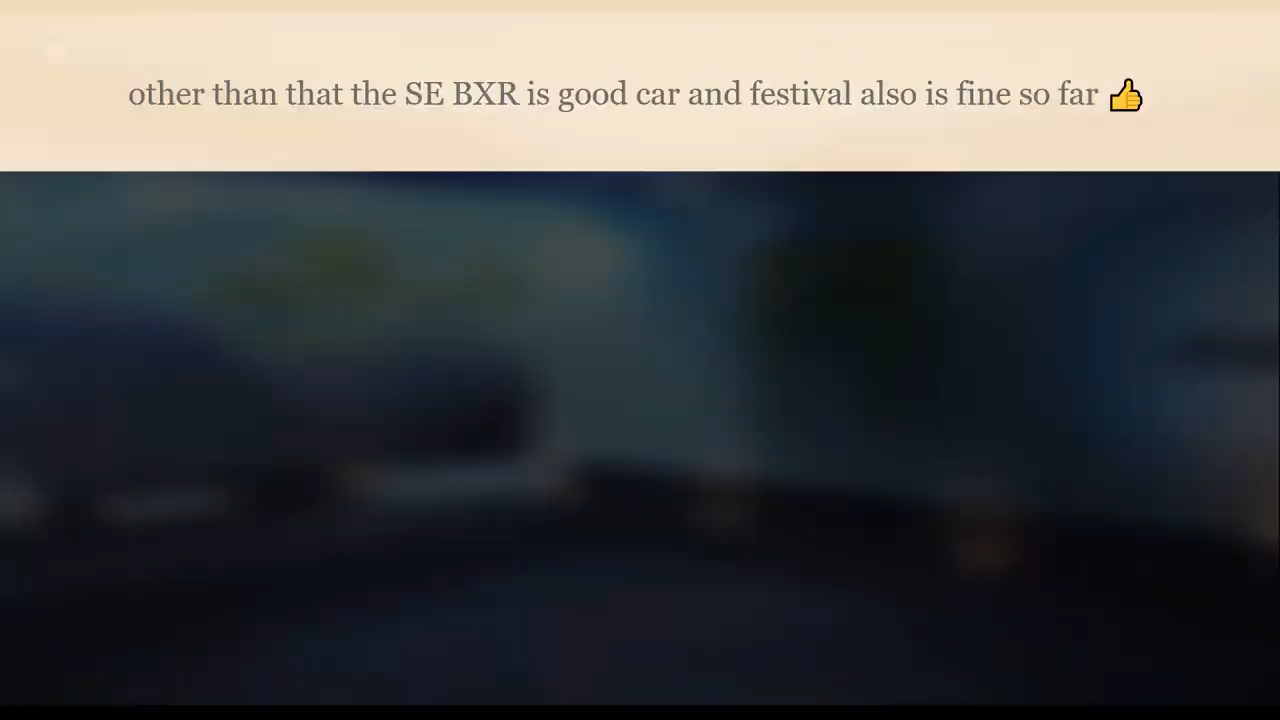 other than that the SE BXR is good car and festival also is fine so far 👍